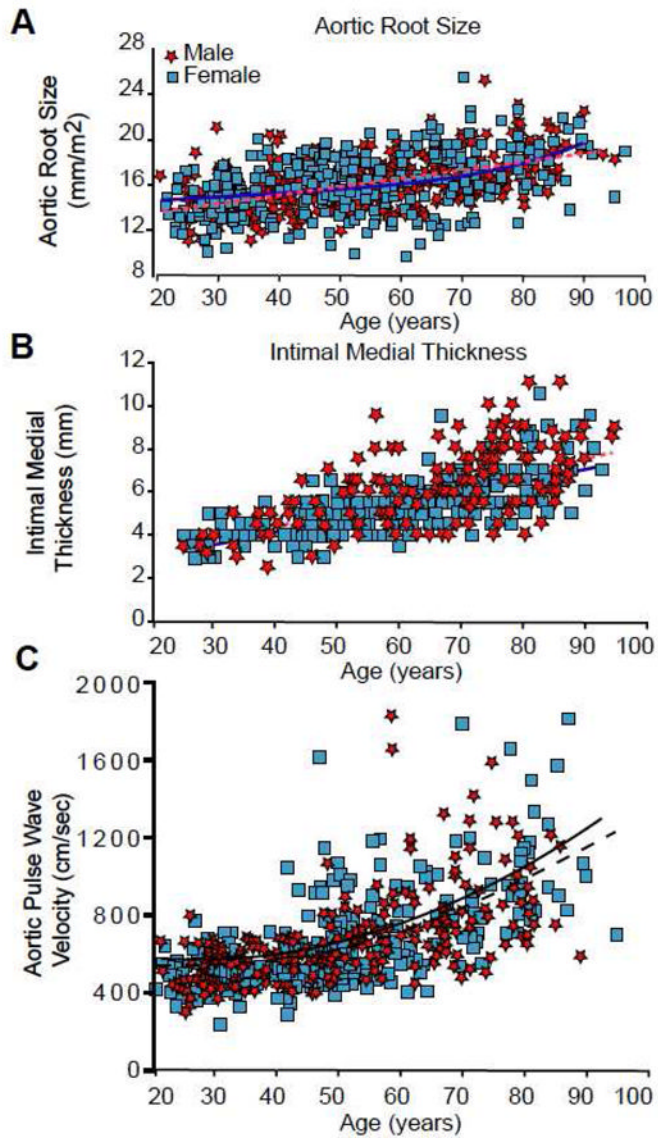 A
Aortic Root Size
Male
Female
28
24
20
16
12
8
Aortic Root Size
(mm/m2)
20 30 40 50 60 70 80 90 100
Age (years)
B
Intimal Medial Thickness
12
10
8
6
4
2
0
Intimal Medial
Thickness (mm)
20 30 40 50 60 70 80 90 100
Age (years)
C
2000
1600
1200
800
400
0
Aortic Pulse Wave
Velocity (cm/sec)
20 30 40 50 60 70 80 90 100
Age (years)